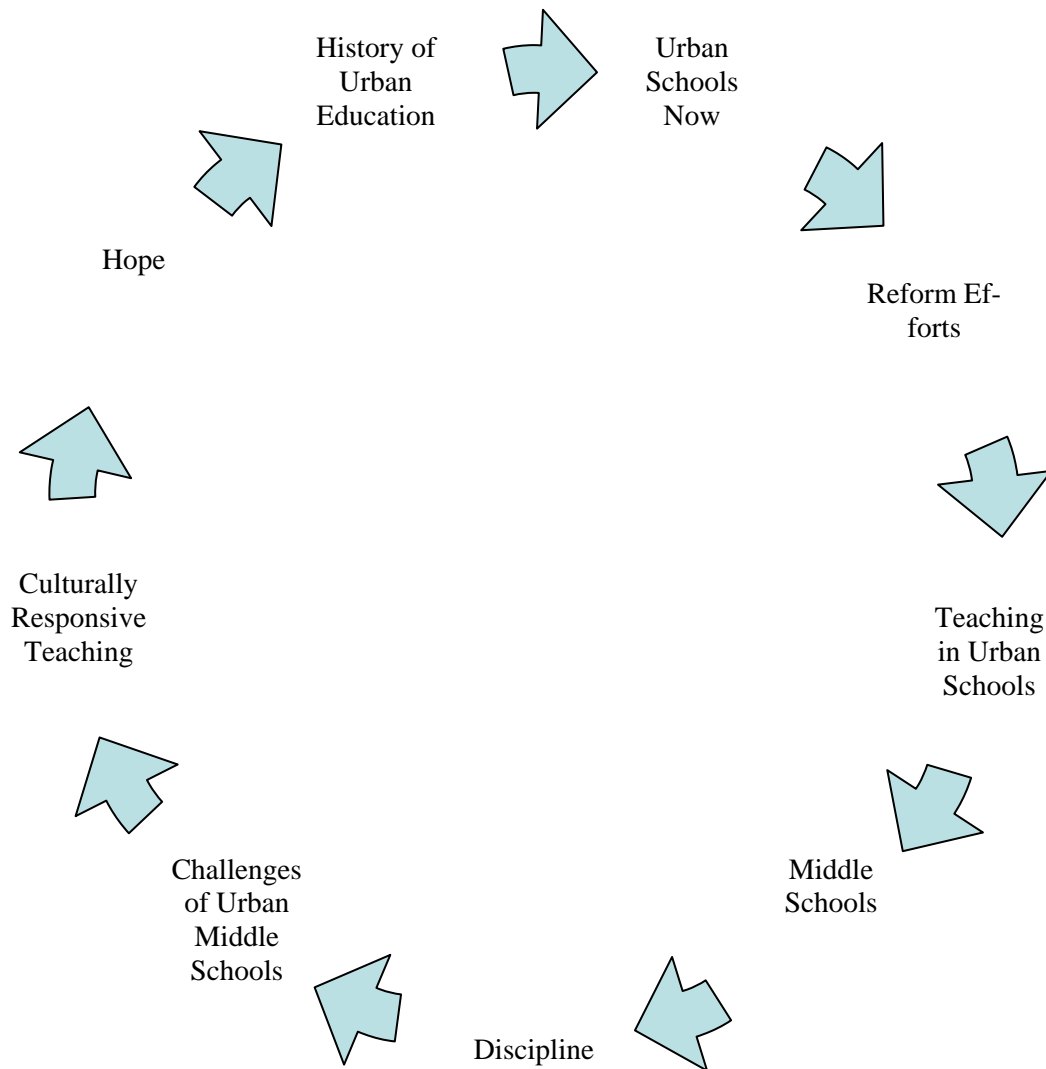 History of
Urban
Education
Urban
Schools
Now
Reform Ef-
forts
Teaching
in Urban
Schools
Middle
Schools
Discipline
Challenges
of Urban
Middle
Schools
Culturally
Responsive
Teaching
Hope